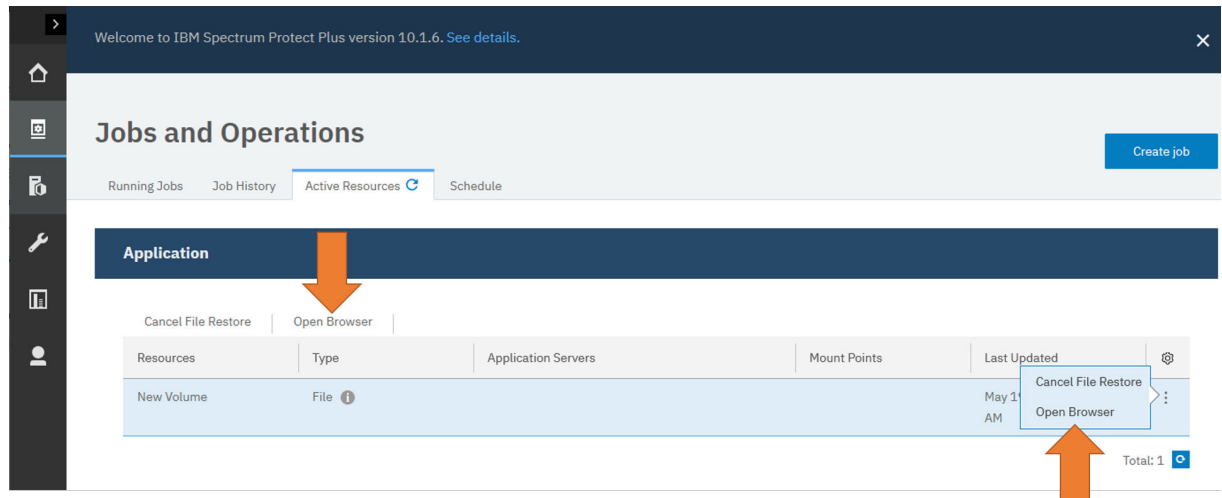 Welcome to IBM Spectrum Protect Plus version 10.1.6. See details.
Jobs and Operations
Create job
Running Jobs Job History Active Resources Schedule
Application
Cancel File Restore Open Browser
Resources Type Application Servers Mount Points Last Updated
Cancel File Restore
New Volume File May
AM Open Browser
Total: 1